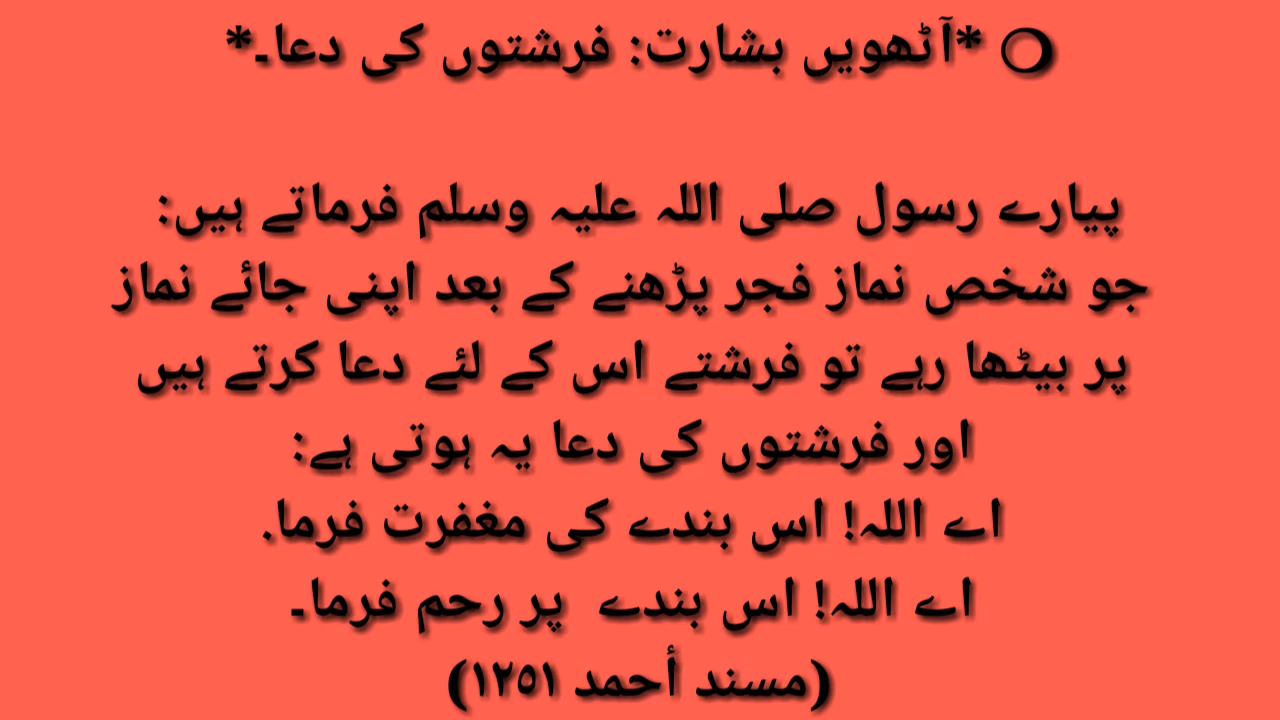 ❍ *آٹھویں بشارت: فرشتوں کی دعا۔*
پیارے رسول صلی اللہ علیہ وسلم فرماتے ہیں:
جو شخص نماز فجر پڑھنے کے بعد اپنی جائے نماز
پر بیٹھا رہے تو فرشتے اس کے لئے دعا کرتے ہیں
اور فرشتوں کی دعا یہ ہوتی ہے:
اے اللہ! اس بندے کی مغفرت فرما.
اے اللہ! اس بندے پر رحم فرما۔
(مسند أحمد ١٢٥١)